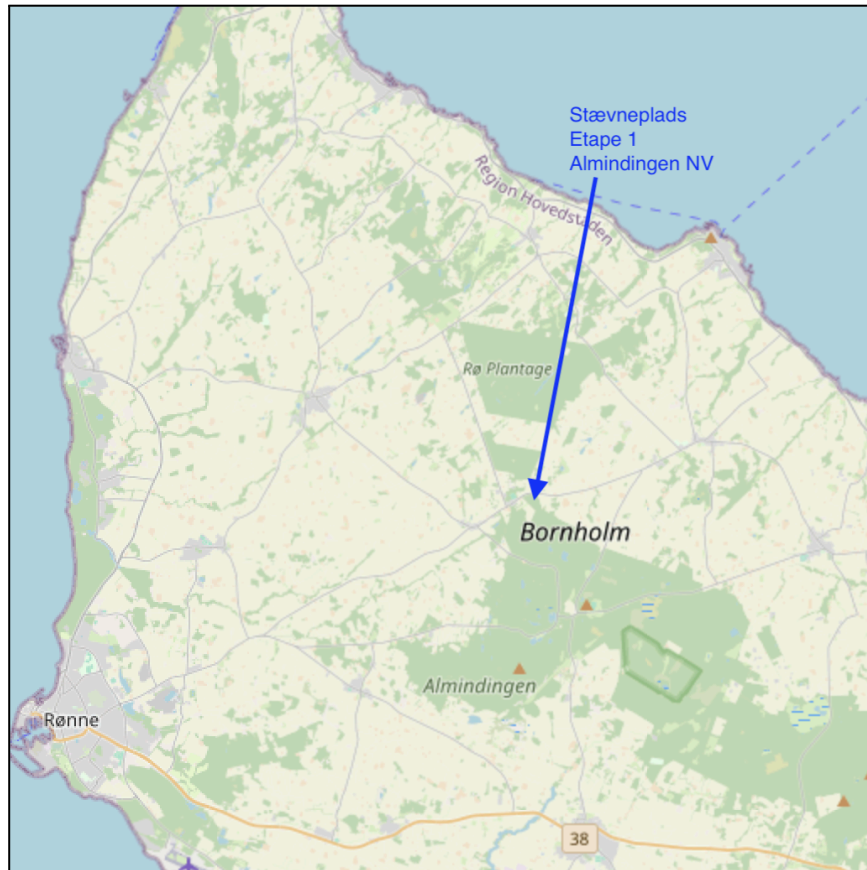 Stævneplads
Etape 1
Almindingen NV
Region Hovedstaden
Rø Plantage
Bornholm
Almindingen
Rønne
38